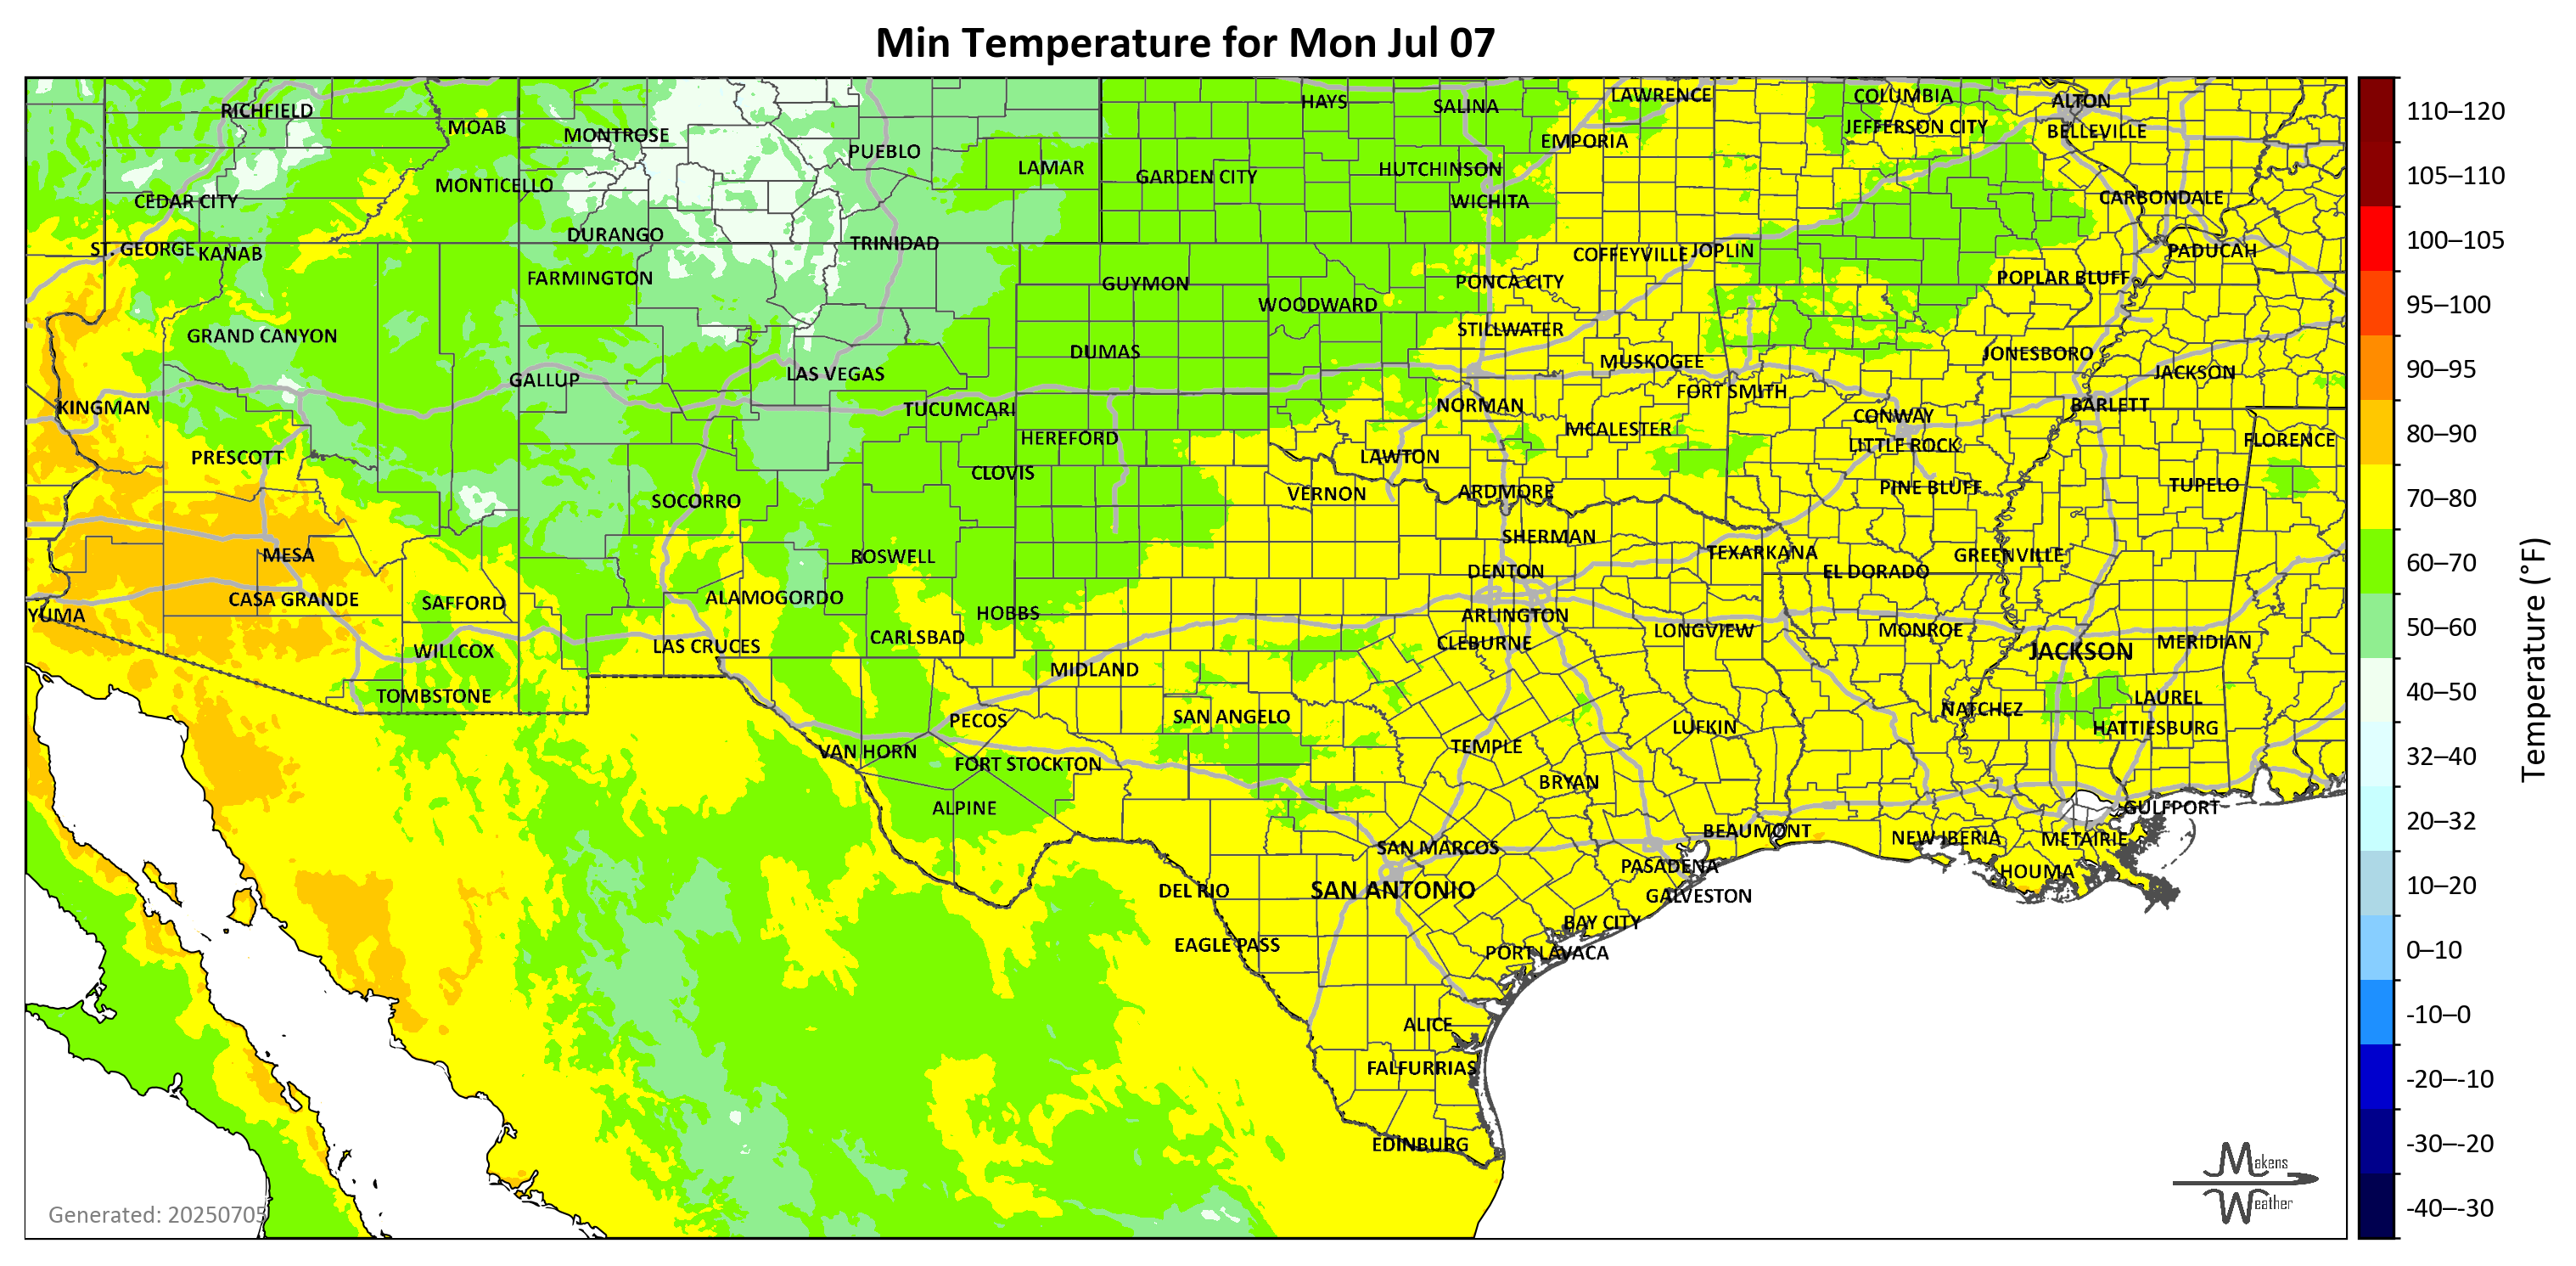 Min Temperature for Mon Jul 07
RICHFIELD
MOAB
MONTROSE
PUEBLO
LAMAR
HAYS
SALINA
LAWRENCE
COLUMBIA
ALTON
JEFFERSON CITY
BELLEVILLE
EMPORIA
HUTCHINSON
GARDEN CITY
MONTICELLO
CEDAR CITY
WICHITA
CARBONDALE
DURANGO
TRINIDAD
ST. GEORGE
KANAB
COFFEYVILLE
JOPLIN
PADUCAH
FARMINGTON
GUYMON
PONCA CITY
POPLAR BLUFF
WOODWARD
GRAND CANYON
STILLWATER
DUMAS
MUSKOGEE
JONESBORO
JACKSON
GALLUP
LAS VEGAS
FORT SMITH
KINGMAN
TUCUMCARI
NORMAN
CONWAY
BARLETT
HEREFORD
MCALESTER
LITTLE ROCK
FLORENCE
PRESCOTT
CLOVIS
LAWTON
SOCORRO
VERNON
ARDMORE
PINE BLUFF
TUPELO
MESA
ROSWELL
SHERMAN
TEXARKANA
GREENVILLE
DENTON
EL DORADO
CASA GRANDE
SAFFORD
ALAMOGORDO
YUMA
HOBBS
ARLINGTON
CARLSBAD
CLEBURNE
LONGVIEW
MONROE
MERIDIAN
WILLCOX
LAS CRUCES
JACKSON
MIDLAND
TOMBSTONE
LAUREL
PECOS
SAN ANGELO
NATCHEZ
LUFKIN
HATTIESBURG
VAN HORN
FORT STOCKTON
TEMPLE
BRYAN
ALPINE
GULFPORT
BEAUMONT
NEW IBERIA
METAIRIE
SAN MARCOS
PASADENA
HOUMA
DEL RIO
SAN ANTONIO
GALVESTON
BAY CITY
EAGLE PASS
PORT LAVACA
ALICE
FALFURRIAS
EDINBURG
Generated: 20250705
Makens
Weather
110–120
105–110
100–105
95–100
90–95
80–90
70–80
60–70
50–60
40–50
32–40
20–32
10–20
0–10
-10–0
-20–-10
-30–-20
-40–-30
Temperature (°F)